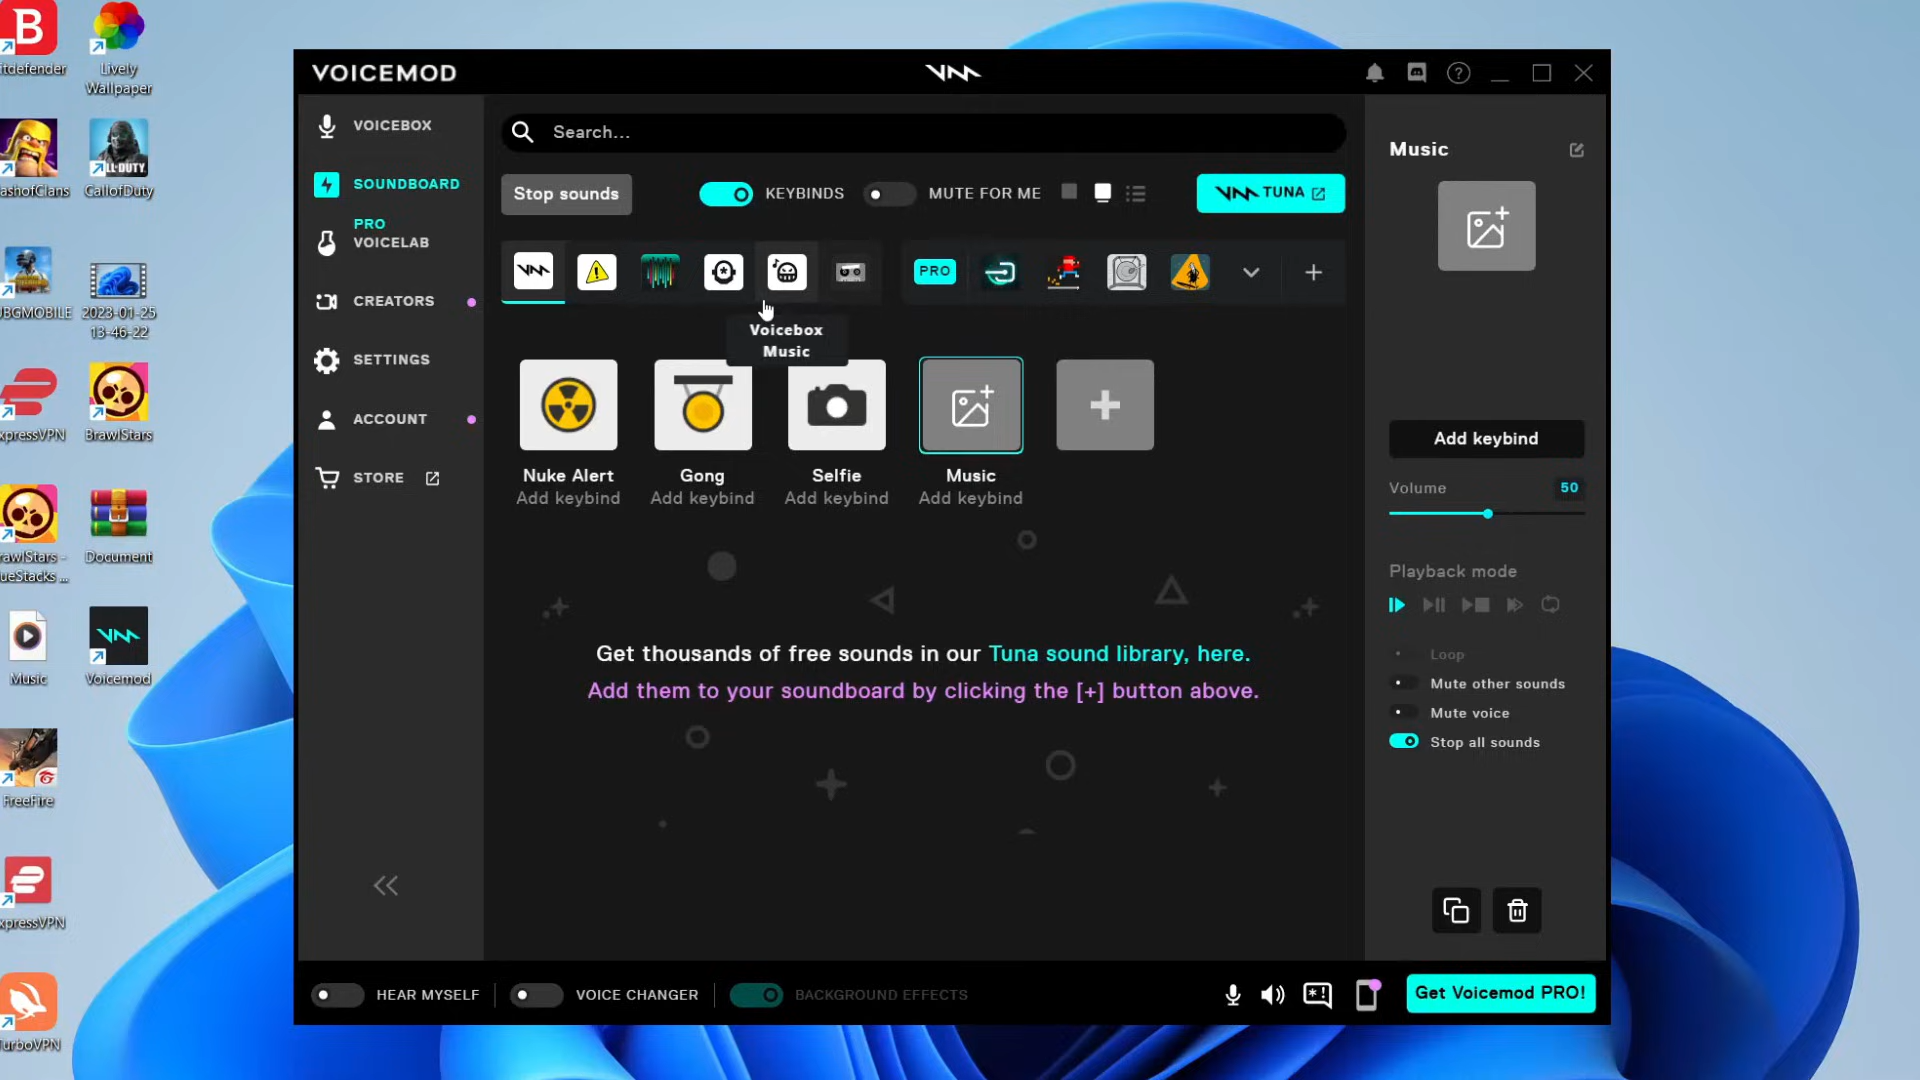 B
itdefender
Lively
Wallpaper
lashofClans
CALL·DUTY
CallofDuty
UBGMOBILE
2023-01-25
13-46-22
xpressVPN
BrawlStars
rawlStars -
ueStacks ...
Document
Music
Voicemod
FreeFire
xpressVPN
TurboVPN
VOICEMOD
?
VOICEBOX
SOUNDBOARD
PRO
VOICELAB
CREATORS
SETTINGS
ACCOUNT
STORE
Search...
Stop sounds
KEYBINDS
MUTE FOR ME
TUNA
PRO
Voicebox
Music
Nuke Alert
Add keybind
Gong
Add keybind
Selfie
Add keybind
Music
Add keybind
Get thousands of free sounds in our Tuna sound library, here.
Add them to your soundboard by clicking the [+] button above.
Music
Add keybind
Volume 50
Playback mode
Loop
Mute other sounds
Mute voice
Stop all sounds
HEAR MYSELF
VOICE CHANGER
BACKGROUND EFFECTS
Get Voicemod PRO!